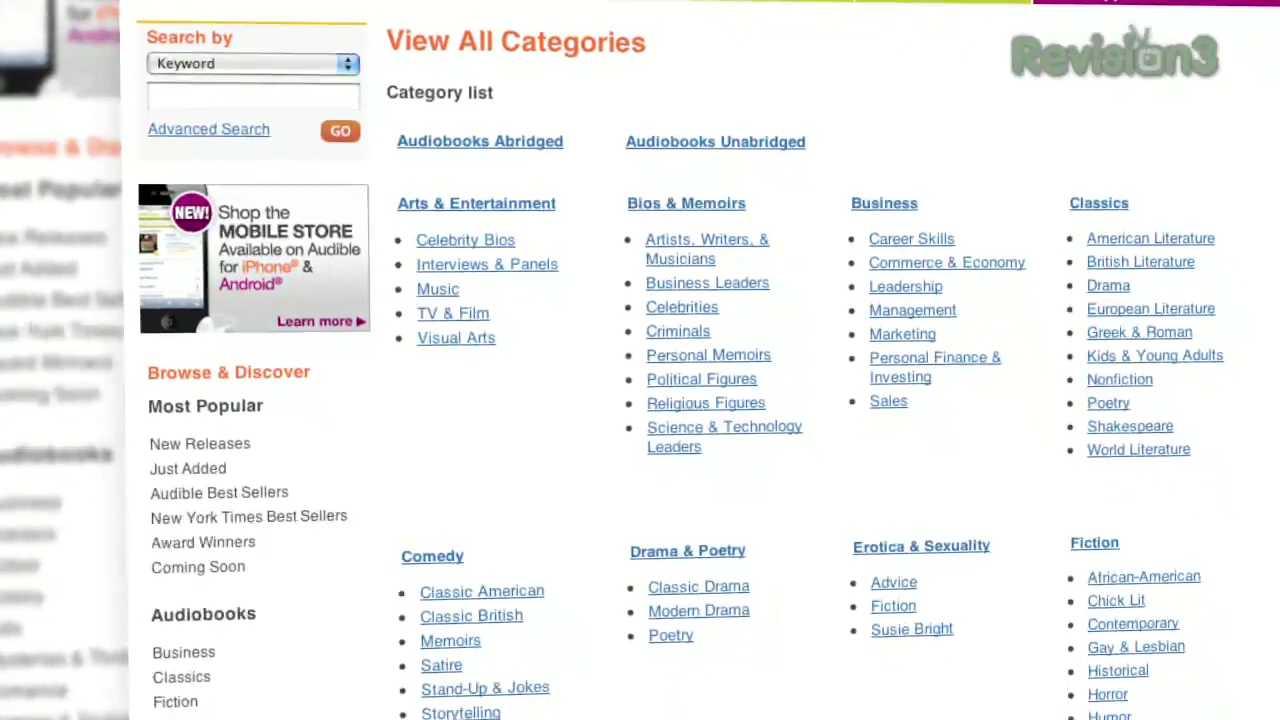 Search by
Keyword
Advanced Search
GO
NEW!
Shop the
MOBILE STORE
Available on Audible
for iPhone® &
Android®
Learn more ▶
Browse & Discover
Most Popular
New Releases
Just Added
Audible Best Sellers
New York Times Best Sellers
Award Winners
Coming Soon
Audiobooks
Business
Classics
Fiction
View All Categories
Revision3
Category list
Audiobooks Abridged
Audiobooks Unabridged
Arts & Entertainment
Celebrity Bios
Interviews & Panels
Music
TV & Film
Visual Arts
Bios & Memoirs
Artists, Writers, &
Musicians
Business Leaders
Celebrities
Criminals
Personal Memoirs
Political Figures
Religious Figures
Science & Technology
Leaders
Business
Career Skills
Commerce & Economy
Leadership
Management
Marketing
Personal Finance &
Investing
Sales
Classics
American Literature
British Literature
Drama
European Literature
Greek & Roman
Kids & Young Adults
Nonfiction
Poetry
Shakespeare
World Literature
Comedy
Classic American
Classic British
Memoirs
Satire
Stand-Up & Jokes
Storytelling
Drama & Poetry
Classic Drama
Modern Drama
Poetry
Erotica & Sexuality
Advice
Fiction
Susie Bright
Fiction
African-American
Chick Lit
Contemporary
Gay & Lesbian
Historical
Horror
Humor